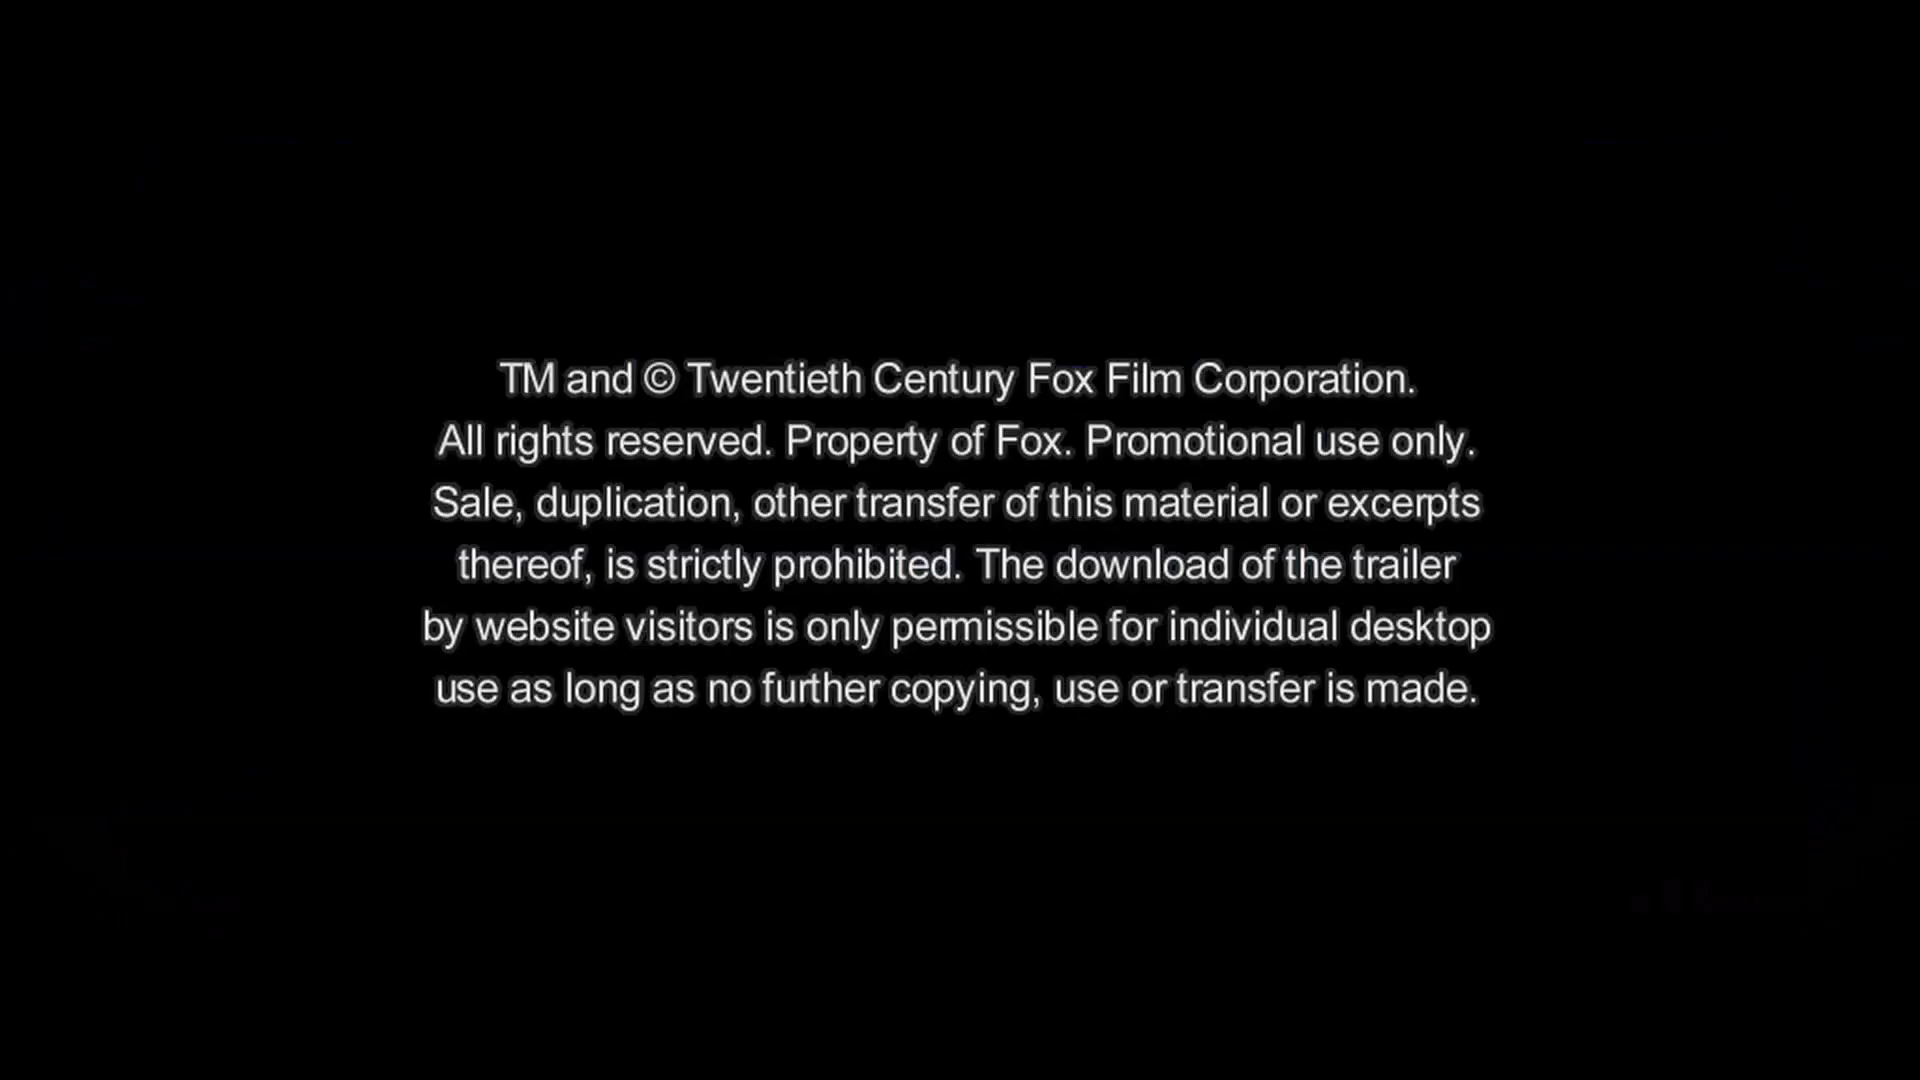 TM and © Twentieth Century Fox Film Corporation.
All rights reserved. Property of Fox. Promotional use only.
Sale, duplication, other transfer of this material or excerpts
thereof, is strictly prohibited. The download of the trailer
by website visitors is only permissible for individual desktop
use as long as no further copying, use or transfer is made.